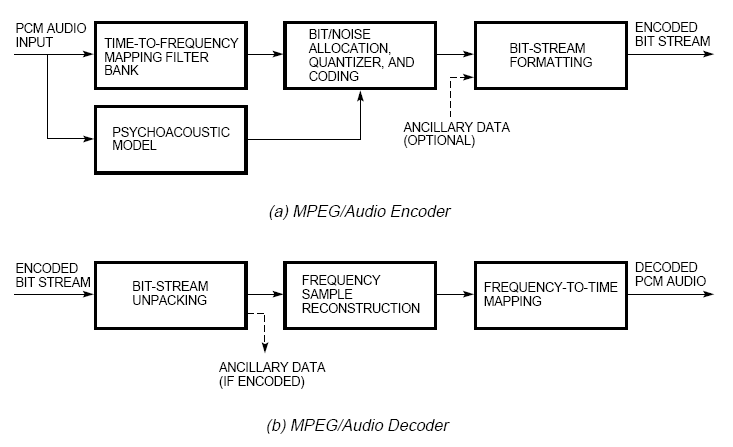 PCM AUDIO
INPUT
TIME-TO-FREQUENCY
MAPPING FILTER
BANK
BIT/NOISE
ALLOCATION,
QUANTIZER, AND
CODING
BIT-STREAM
FORMATTING
ENCODED
BIT STREAM
PSYCHOACOUSTIC
MODEL
ANCILLARY DATA
(OPTIONAL)
(a) MPEG/Audio Encoder
ENCODED
BIT STREAM
BIT-STREAM
UNPACKING
FREQUENCY
SAMPLE
RECONSTRUCTION
FREQUENCY-TO-TIME
MAPPING
DECODED
PCM AUDIO
ANCILLARY DATA
(IF ENCODED)
(b) MPEG/Audio Decoder